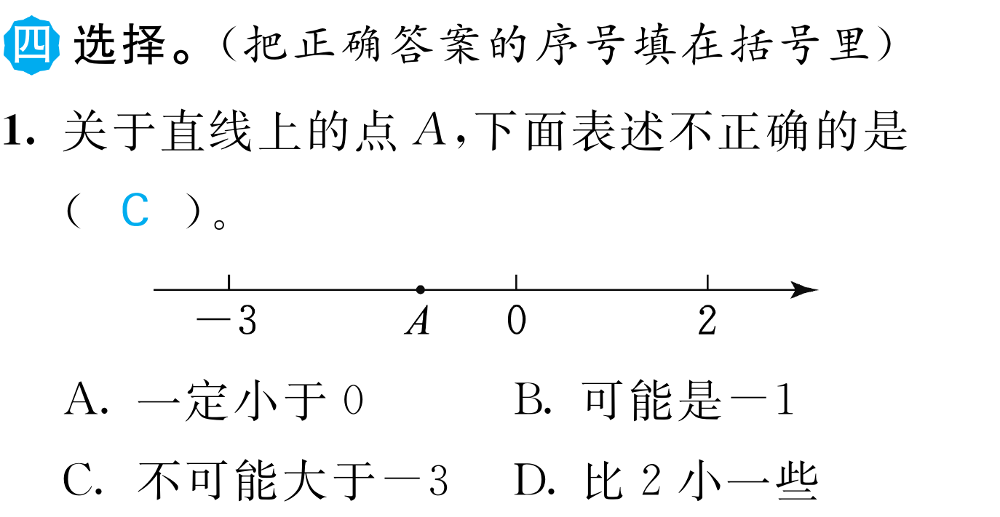 四 选择。（把正确答案的序号填在括号里）
1. 关于直线上的点 A，下面表述不正确的是
（ C ）。
－3 A 0 2
A. 一定小于 0 B. 可能是－1
C. 不可能大于－3 D. 比 2 小一些